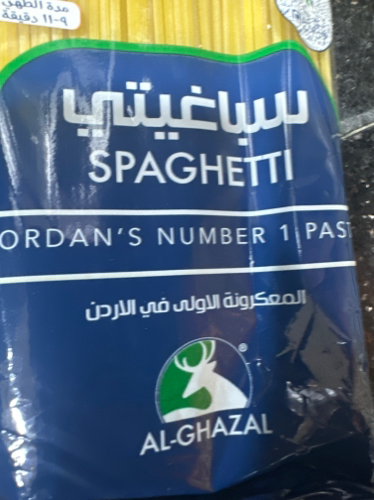 مدة الطهي
٩-١١ دقيقة
سباغيتي
SPAGHETTI
ORDAN'S NUMBER 1 PAST
المعكرونة الاولى في الاردن
®
AL-GHAZAL